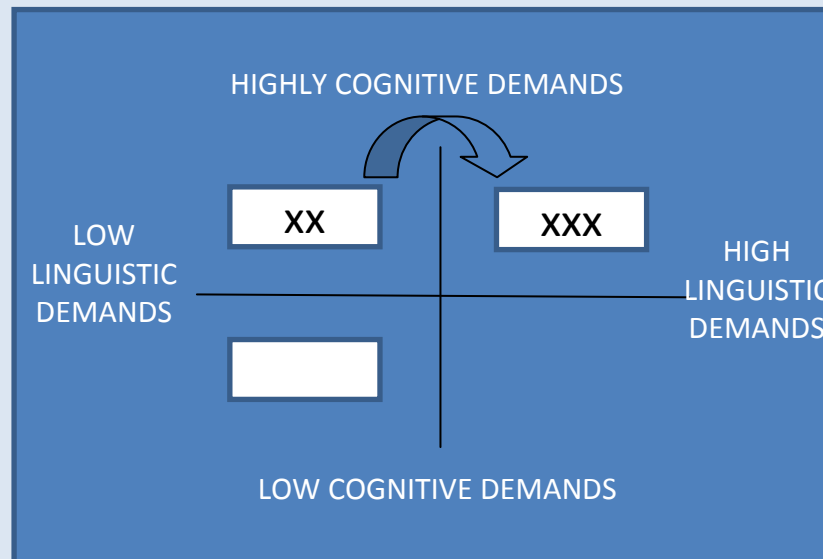 HIGHLY COGNITIVE DEMANDS
XX
XXX
LOW
LINGUISTIC
DEMANDS
HIGH
LINGUISTIC
DEMANDS
LOW COGNITIVE DEMANDS